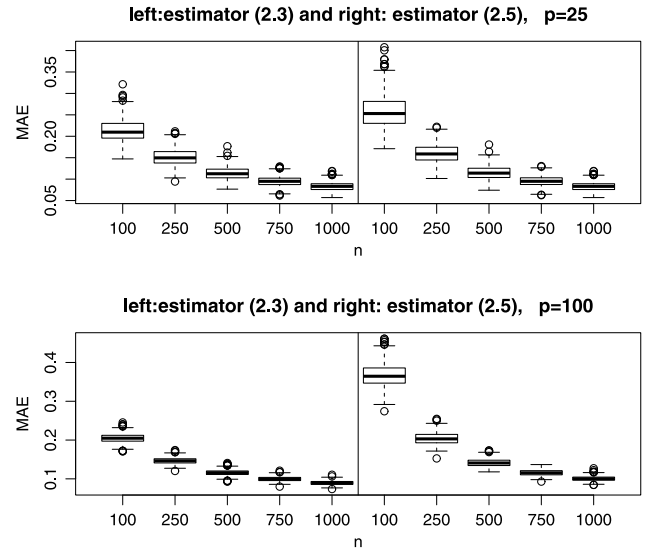 left:estimator (2.3) and right: estimator (2.5), p=25
MAE
0.35
0.20
0.05
100 250 500 750 1000 100 250 500 750 1000
n
left:estimator (2.3) and right: estimator (2.5), p=100
MAE
0.4
0.3
0.2
0.1
100 250 500 750 1000 100 250 500 750 1000
n